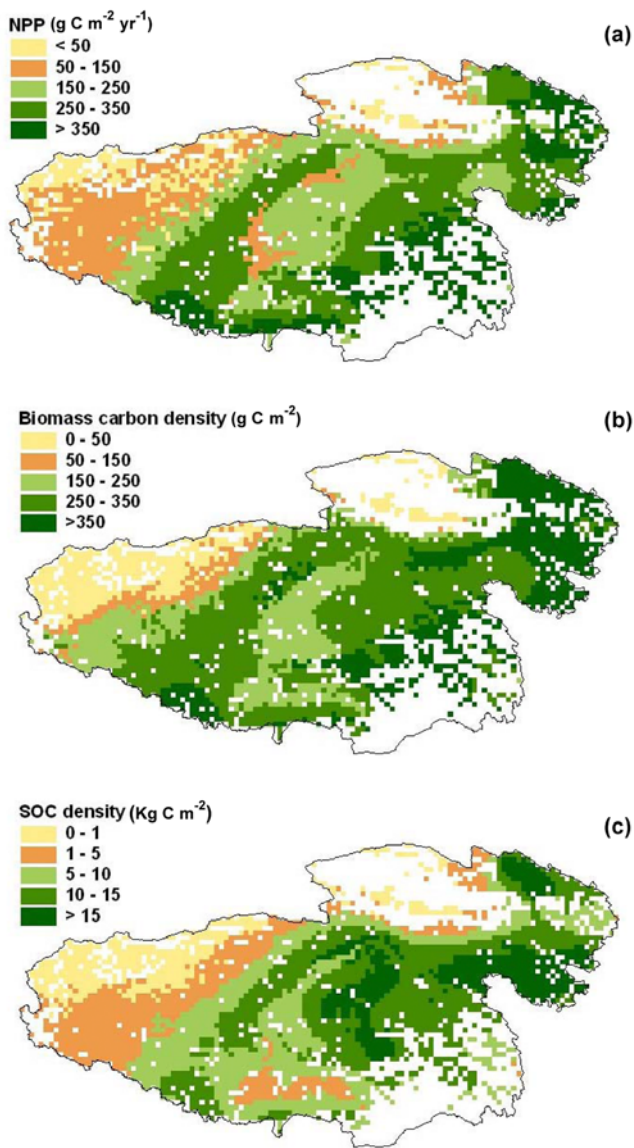 NPP (g C m⁻² yr⁻¹)
< 50
50 - 150
150 - 250
250 - 350
> 350
(a)
Biomass carbon density (g C m⁻²)
0 - 50
50 - 150
150 - 250
250 - 350
>350
(b)
SOC density (Kg C m⁻²)
0 - 1
1 - 5
5 - 10
10 - 15
> 15
(c)